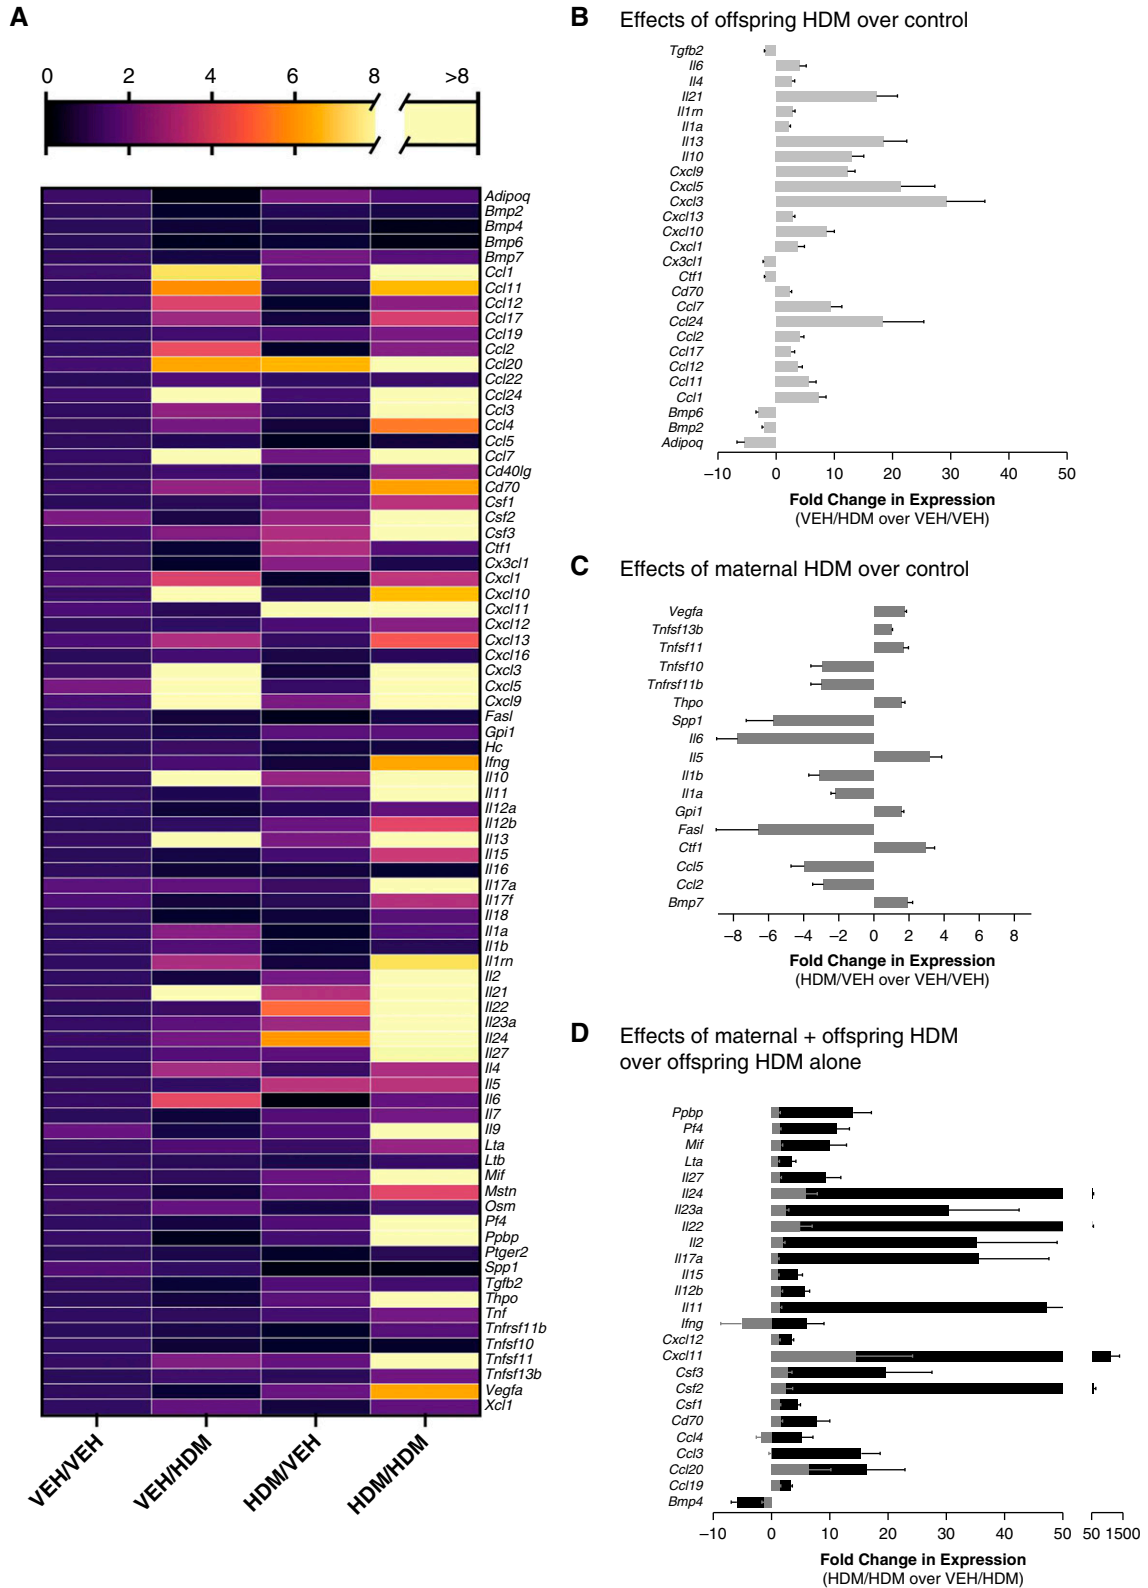 A
0 2 4 6 8 >8
Adipoq
Bmp2
Bmp4
Bmp6
Bmp7
Ccl1
Ccl11
Ccl12
Ccl17
Ccl19
Ccl2
Ccl20
Ccl22
Ccl24
Ccl3
Ccl4
Ccl5
Ccl7
Cd40lg
Cd70
Csf1
Csf2
Csf3
Ctf1
Cx3cl1
Cxcl1
Cxcl10
Cxcl11
Cxcl12
Cxcl13
Cxcl16
Cxcl3
Cxcl5
Cxcl9
Fasl
Gpi1
Hc
Ifng
Il10
Il11
Il12a
Il12b
Il13
Il15
Il16
Il17a
Il17f
Il18
Il1a
Il1b
Il1rn
Il2
Il21
Il22
Il23a
Il24
Il27
Il4
Il5
Il6
Il7
Il9
Lta
Ltb
Mif
Mstn
Osm
Pf4
Ppbp
Ptger2
Spp1
Tgfb2
Thpo
Tnf
Tnfrsf11b
Tnfsf10
Tnfsf11
Tnfsf13b
Vegfa
Xcl1
VEH/VEH
VEH/HDM
HDM/VEH
HDM/HDM
B Effects of offspring HDM over control
Tgfb2
Il6
Il4
Il21
Il1rn
Il1a
Il13
Il10
Cxcl9
Cxcl5
Cxcl3
Cxcl13
Cxcl10
Cxcl1
Cx3cl1
Ctf1
Cd70
Ccl7
Ccl24
Ccl2
Ccl17
Ccl12
Ccl11
Ccl1
Bmp6
Bmp2
Adipoq
−10 0 10 20 30 40 50
Fold Change in Expression
(VEH/HDM over VEH/VEH)
C Effects of maternal HDM over control
Vegfa
Tnfsf13b
Tnfsf11
Tnfsf10
Tnfrsf11b
Thpo
Spp1
Il6
Il5
Il1b
Il1a
Gpi1
Fasl
Ctf1
Ccl5
Ccl2
Bmp7
−8 −6 −4 −2 0 2 4 6 8
Fold Change in Expression
(HDM/VEH over VEH/VEH)
D Effects of maternal + offspring HDM
over offspring HDM alone
Ppbp
Pf4
Mif
Lta
Il27
Il24
Il23a
Il22
Il2
Il17a
Il15
Il12b
Il11
Ifng
Cxcl12
Cxcl11
Csf3
Csf2
Csf1
Cd70
Ccl4
Ccl3
Ccl20
Ccl19
Bmp4
−10 0 10 20 30 40 50 50 1500
Fold Change in Expression
(HDM/HDM over VEH/HDM)